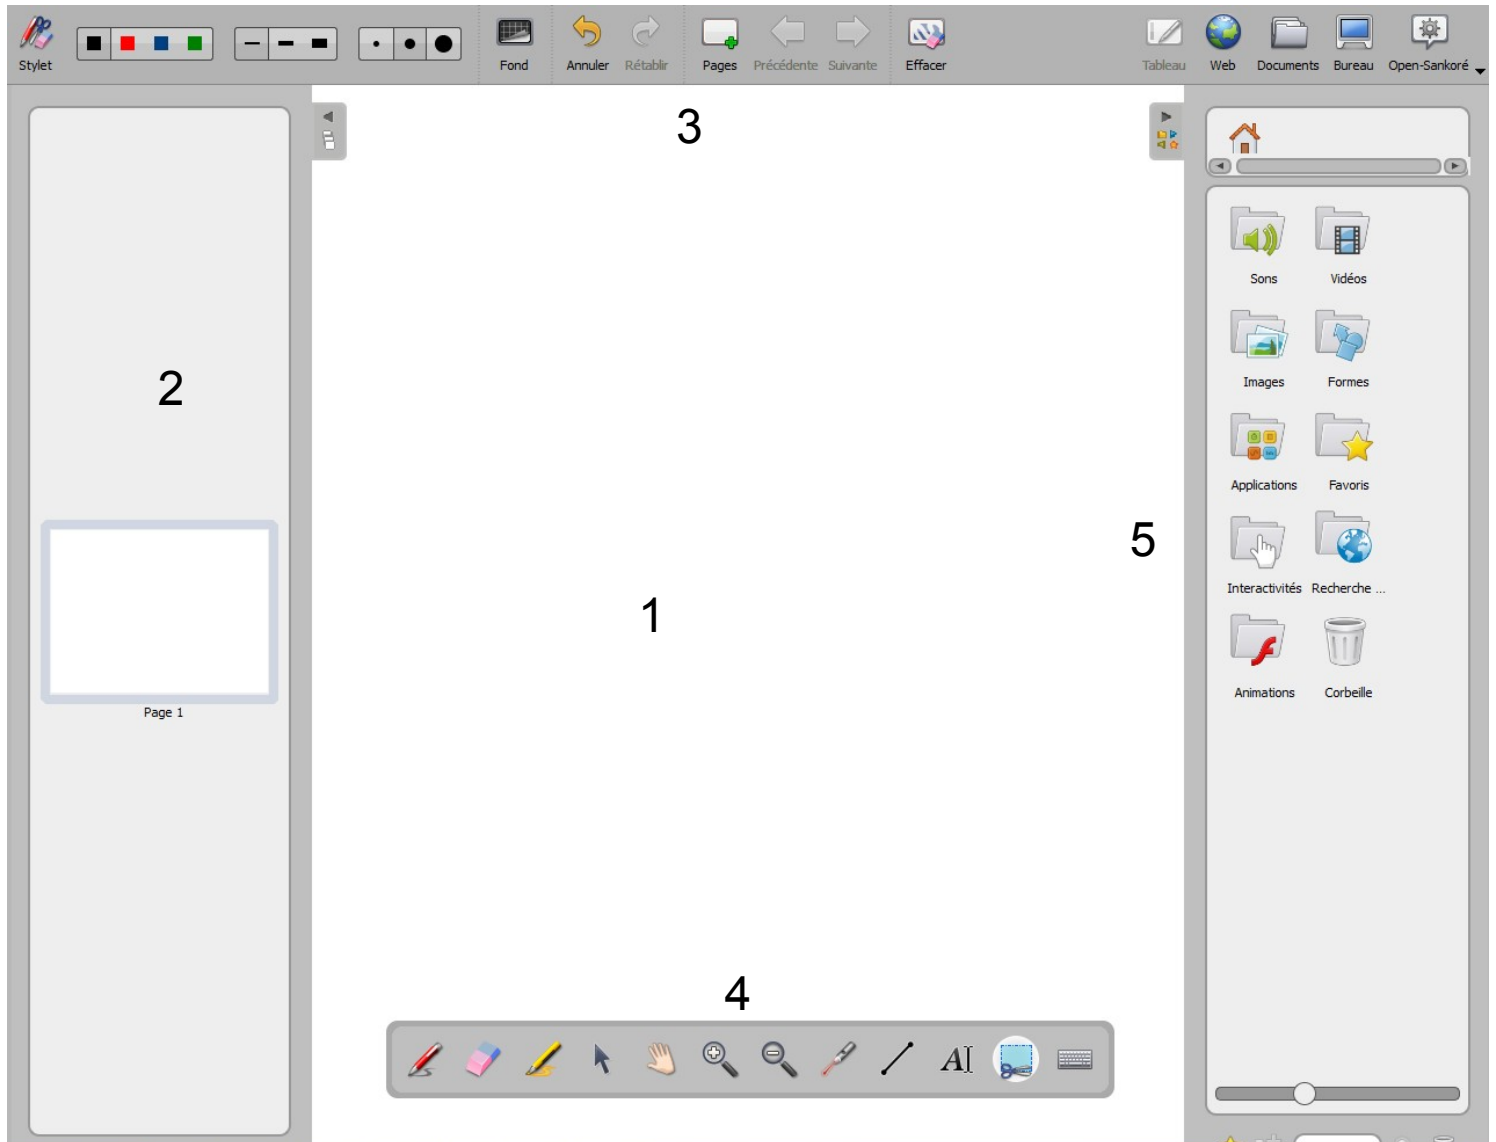 Stylet
Fond
Annuler
Rétablir
Pages
Précédente
Suivante
Effacer
Tableau
Web
Documents
Bureau
Open-Sankoré
3
2
Sons
Vidéos
Images
Formes
Applications
Favoris
5
Interactivités
Recherche ...
1
Animations
Corbeille
Page 1
4
AI